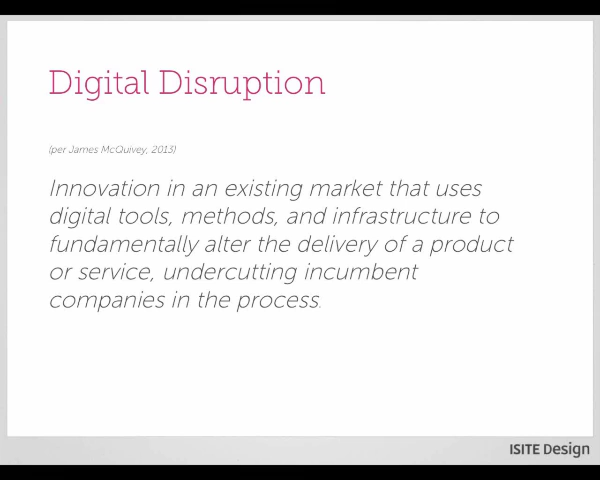 Digital Disruption
(per James McQuivey, 2013)
Innovation in an existing market that uses
digital tools, methods, and infrastructure to
fundamentally alter the delivery of a product
or service, undercutting incumbent
companies in the process.
ISITE Design